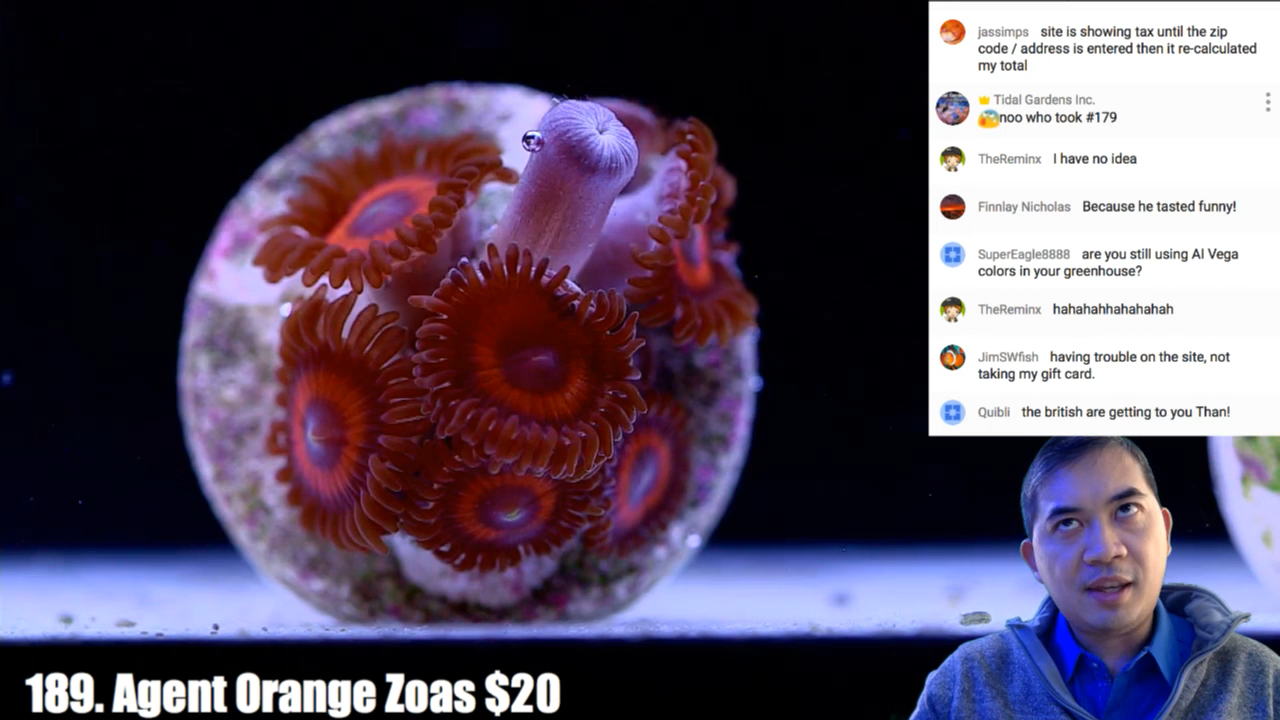 jassimps site is showing tax until the zip
code / address is entered then it re-calculated
my total
Tidal Gardens Inc.
noo who took #179
TheReminx I have no idea
Finnlay Nicholas Because he tasted funny!
SuperEagle8888 are you still using AI Vega
colors in your greenhouse?
TheReminx hahahahhahahahah
JimSWfish having trouble on the site, not
taking my gift card.
Quibli the british are getting to you Than!
189. Agent Orange Zoas $20